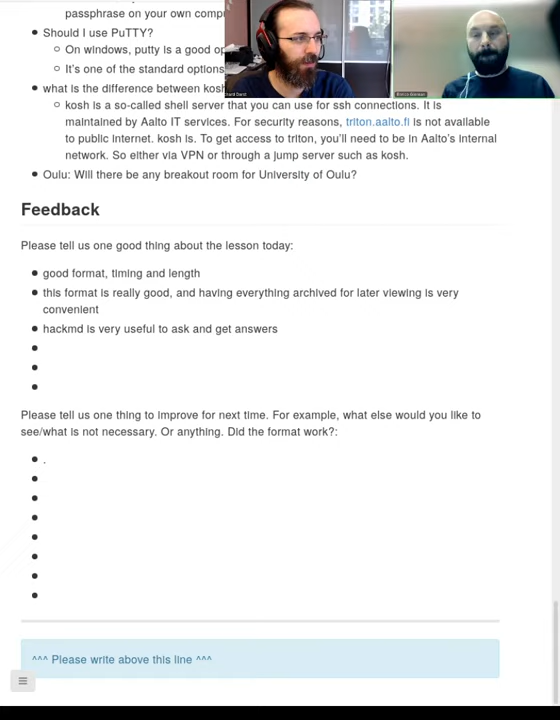 passphrase on your own compu
Should I use PuTTY?
On windows, putty is a good op
It's one of the standard options
what is the difference between kosh
kosh is a so-called shell server that you can use for ssh connections. It is
maintained by Aalto IT services. For security reasons, triton.aalto.fi is not available
to public internet. kosh is. To get access to triton, you'll need to be in Aalto's internal
network. So either via VPN or through a jump server such as kosh.
Oulu: Will there be any breakout room for University of Oulu?
Feedback
Please tell us one good thing about the lesson today:
good format, timing and length
this format is really good, and having everything archived for later viewing is very
convenient
hackmd is very useful to ask and get answers
Please tell us one thing to improve for next time. For example, what else would you like to
see/what is not necessary. Or anything. Did the format work?:
.
^^^ Please write above this line ^^^